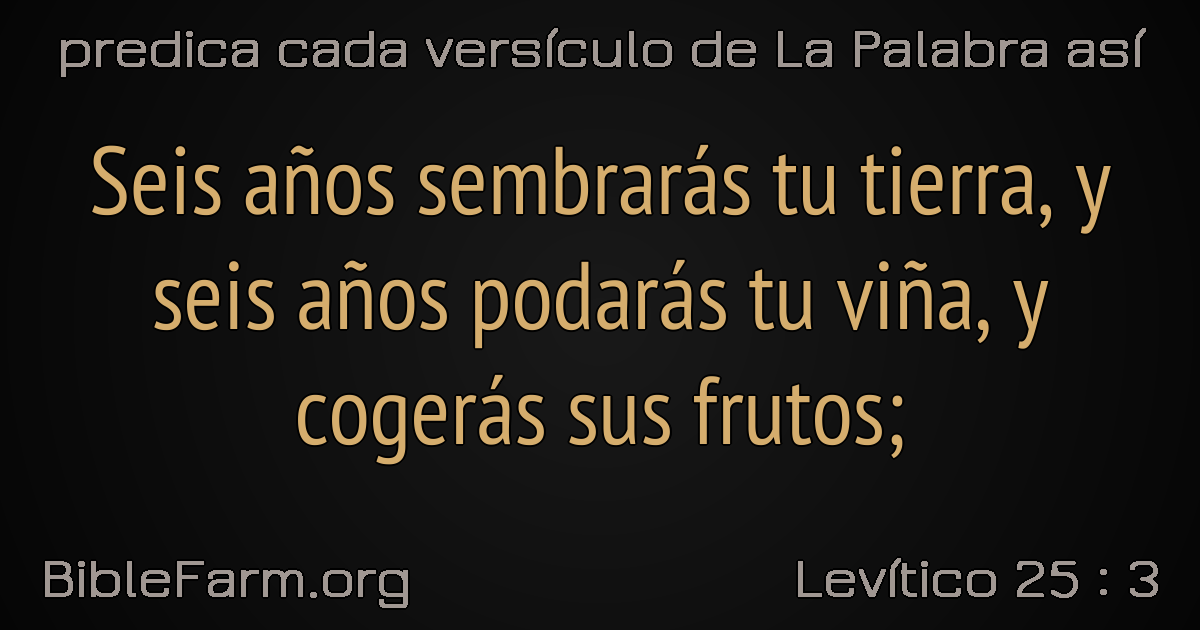 predica cada versículo de La Palabra así
Seis años sembrarás tu tierra, y
seis años podarás tu viña, y
cogerás sus frutos;
BibleFarm.org
Levítico 25 : 3